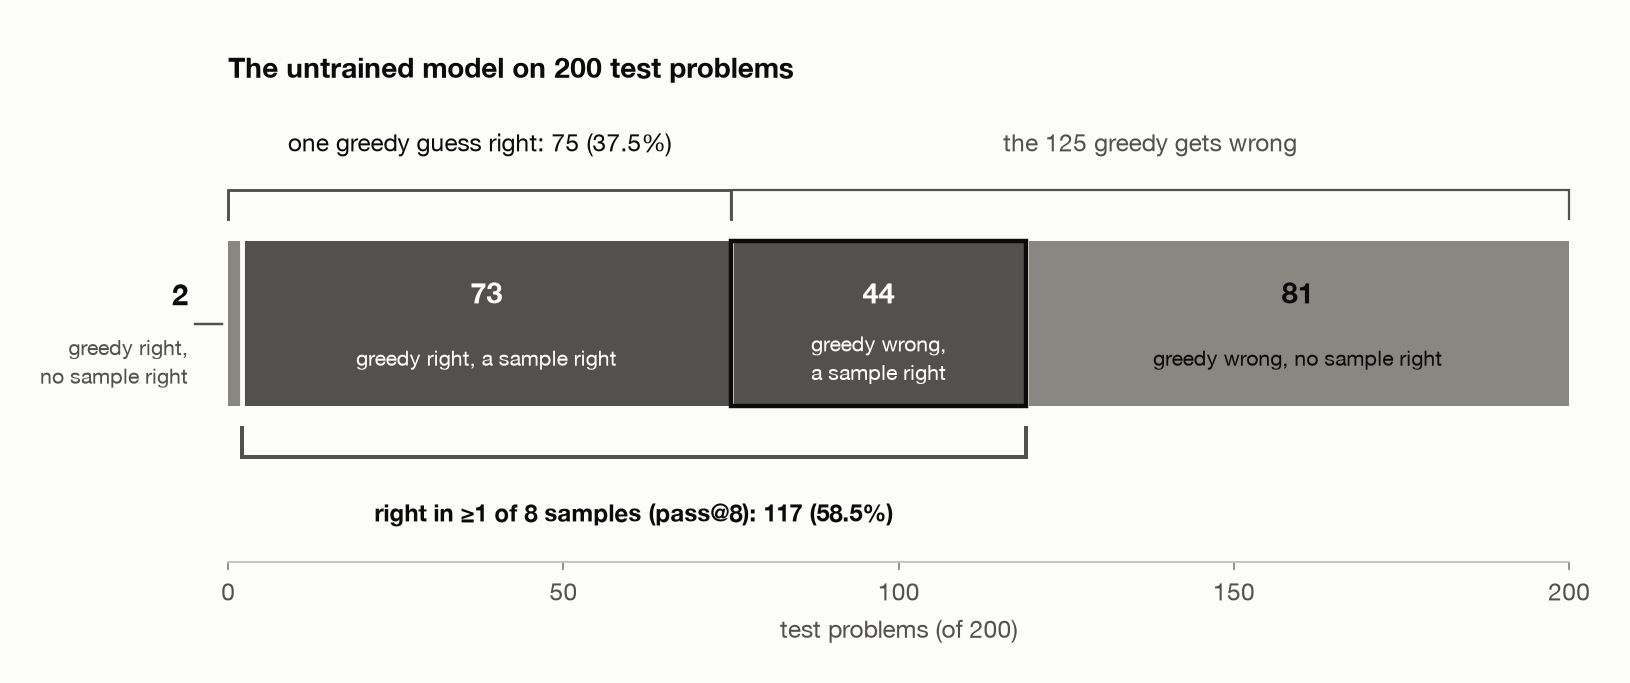 The untrained model on 200 test problems
one greedy guess right: 75 (37.5%)
the 125 greedy gets wrong
2
greedy right,
no sample right
73
greedy right, a sample right
44
greedy wrong,
a sample right
81
greedy wrong, no sample right
right in ≥1 of 8 samples (pass@8): 117 (58.5%)
0
50
100
150
200
test problems (of 200)